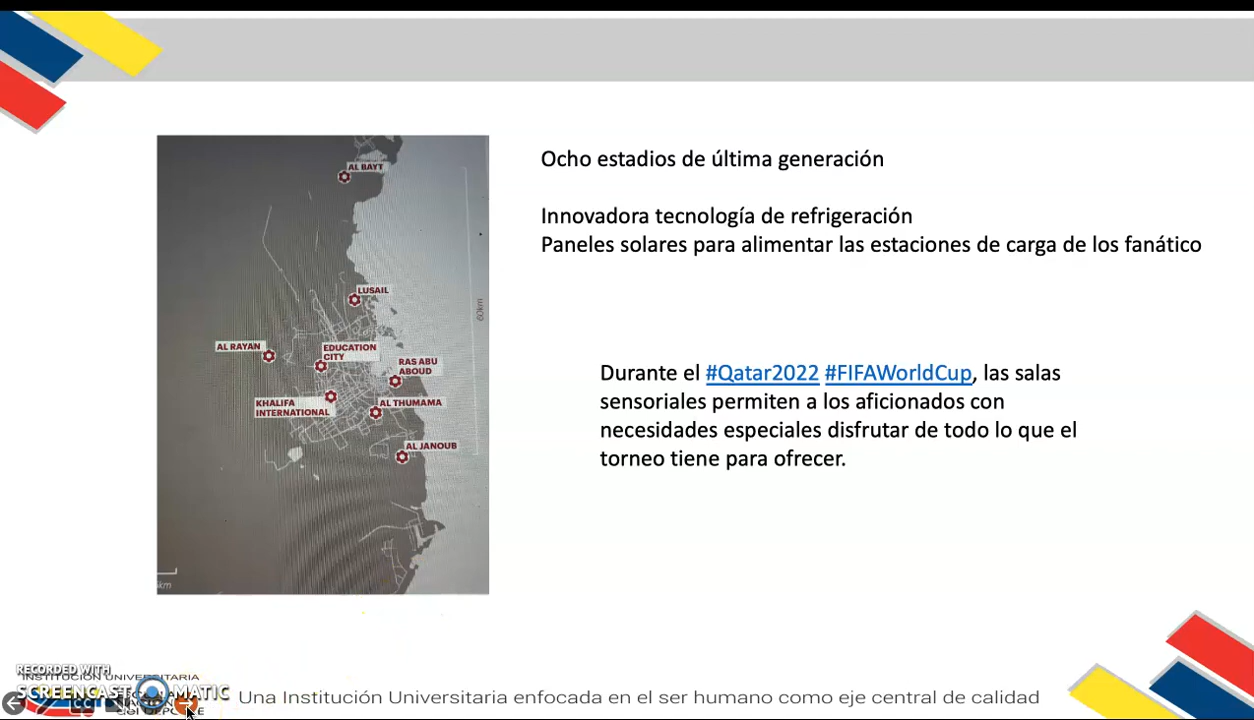 AL BAYT
LUSAIL
AL RAYAN
EDUCATION
CITY
RAS ABU
ABOUD
KHALIFA
INTERNATIONAL
AL THUMAMA
AL JANOUB
60km
km
Ocho estadios de última generación
Innovadora tecnología de refrigeración
Paneles solares para alimentar las estaciones de carga de los fanático
Durante el #Qatar2022 #FIFAWorldCup, las salas
sensoriales permiten a los aficionados con
necesidades especiales disfrutar de todo lo que el
torneo tiene para ofrecer.
RECORDED WITH
INSTITUCIÓN UNIVERSITARIA
SCREENCAST MATIC
Una Institución Universitaria enfocada en el ser humano como eje central de calidad